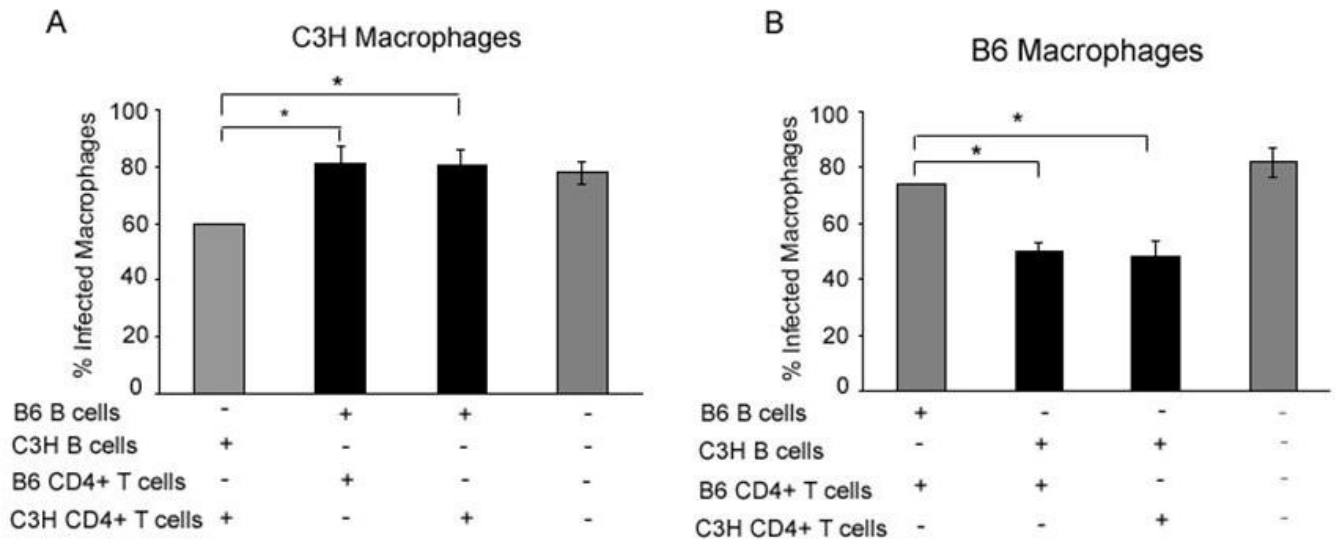 A
C3H Macrophages
*
*
% Infected Macrophages
100
80
60
40
20
0
B6 B cells - + + -
C3H B cells + - - -
B6 CD4+ T cells - + - -
C3H CD4+ T cells + - + -
B
B6 Macrophages
*
*
% Infected Macrophages
100
80
60
40
20
0
B6 B cells + - - -
C3H B cells - + + -
B6 CD4+ T cells + + - -
C3H CD4+ T cells - - + -